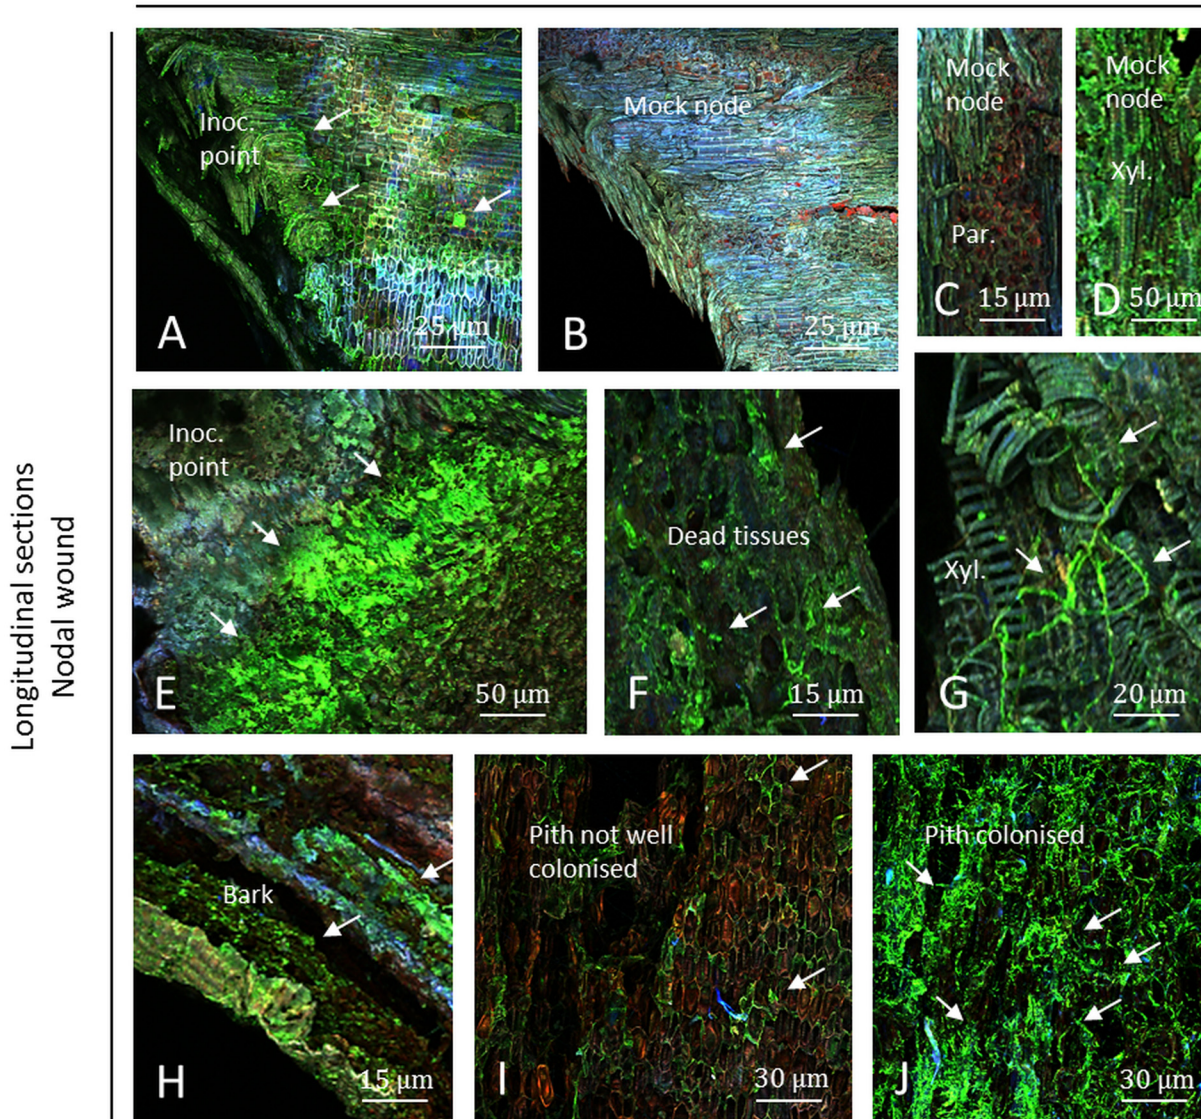 Longitudinal sections
Nodal wound
Inoc.
point
A
25 µm
Mock node
B
25 µm
Mock
node
Par.
C
15 µm
Mock
node
Xyl.
D
50 µm
Inoc.
point
E
50 µm
Dead tissues
F
15 µm
Xyl.
G
20 µm
Bark
H
15 µm
Pith not well
colonised
I
30 µm
Pith colonised
J
30 µm